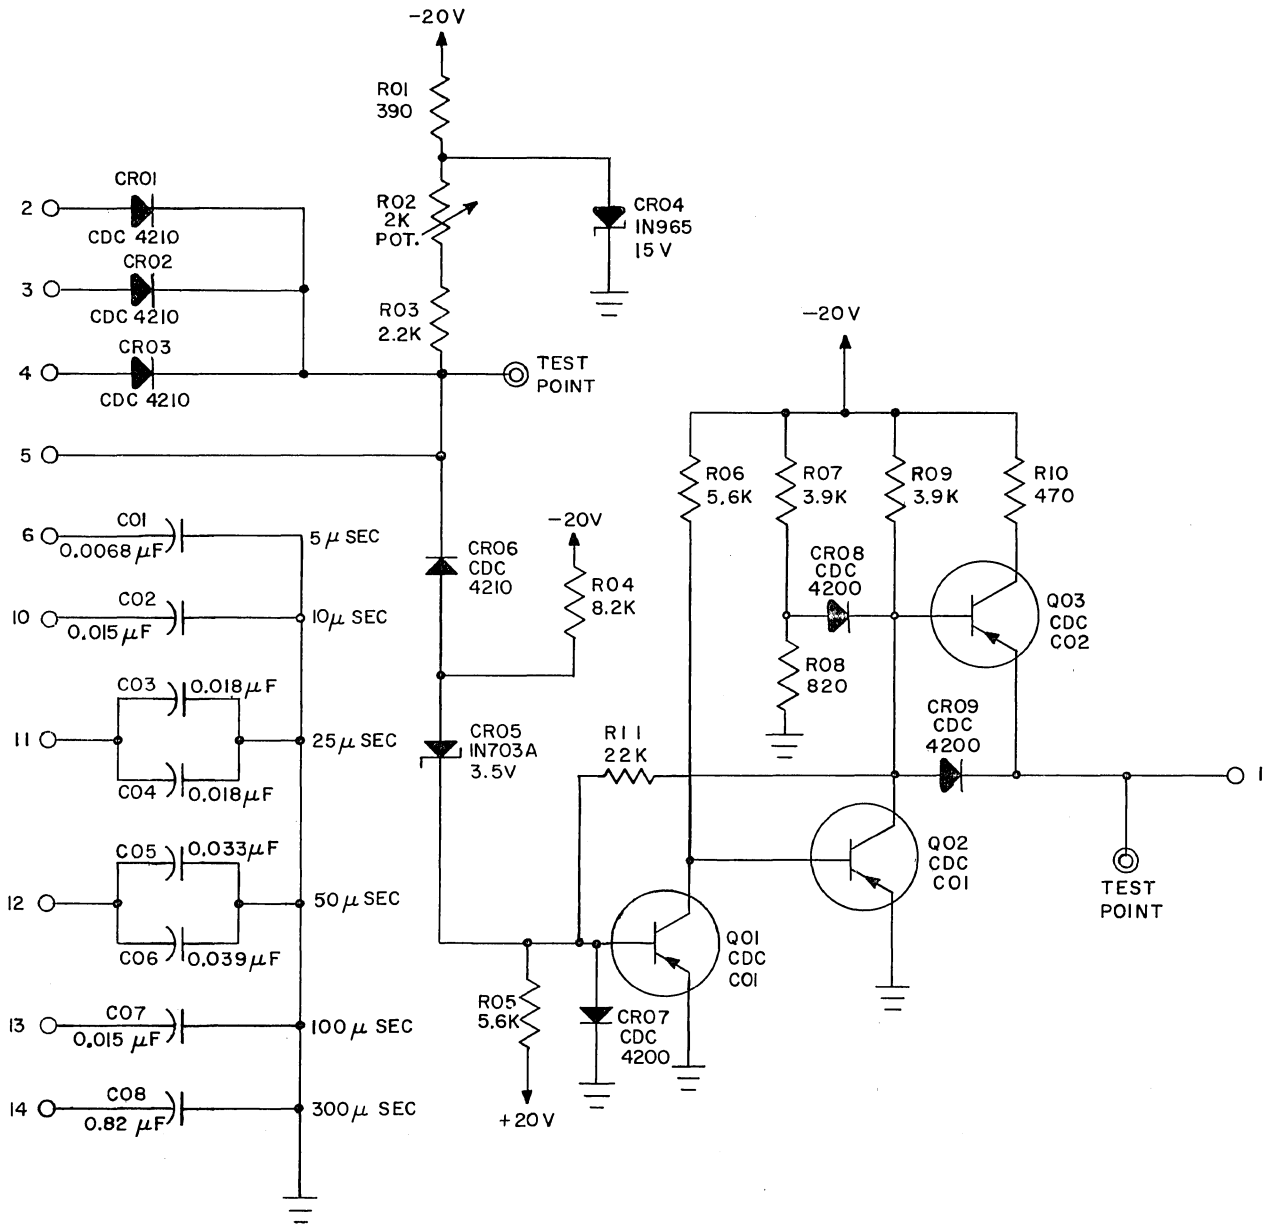 -20V
R01
390
CR01
2
CDC 4210
R02
2K
POT.
CR04
IN965
15V
CR02
3
CDC 4210
R03
2.2K
CR03
4
CDC 4210
TEST
POINT
-20V
5
R06
5.6K
R07
3.9K
R09
3.9K
R10
470
C01
6
0.0068 µF
5 µ SEC
CR06
CDC
4210
-20V
R04
8.2K
CR08
CDC
4200
Q03
CDC
C02
C02
10
0.015 µF
10 µ SEC
R08
820
C03
0.018 µF
11
25 µ SEC
C04
0.018 µF
CR05
IN703A
3.5V
R11
22K
CR09
CDC
4200
1
C05
0.033 µF
12
50 µ SEC
C06
0.039 µF
Q02
CDC
C01
TEST
POINT
Q01
CDC
C01
C07
13
0.015 µF
100 µ SEC
R05
5.6K
CR07
CDC
4200
C08
14
0.82 µF
300 µ SEC
+20V